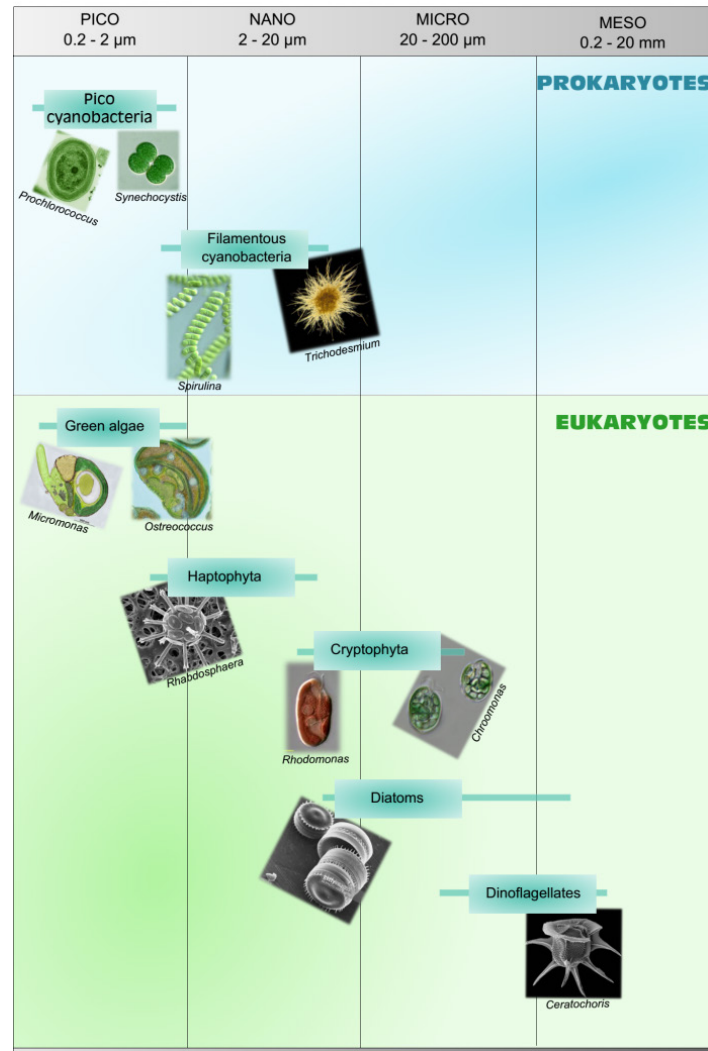 PICO
0.2 - 2 µm
NANO
2 - 20 µm
MICRO
20 - 200 µm
MESO
0.2 - 20 mm
PROKARYOTES
Pico
cyanobacteria
Prochlorococcus
Synechocystis
Filamentous
cyanobacteria
Spirulina
Trichodesmium
EUKARYOTES
Green algae
Micromonas
Ostreococcus
Haptophyta
Rhabdosphaera
Cryptophyta
Rhodomonas
Chroomonas
Diatoms
Dinoflagellates
Ceratochoris